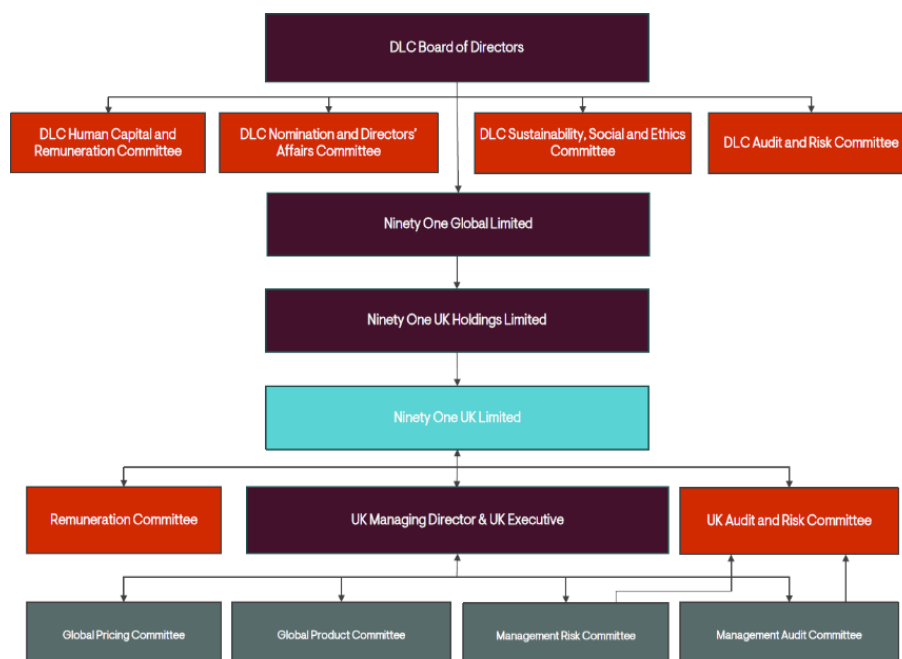 DLC Board of Directors
DLC Human Capital and
Remuneration Committee
DLC Nomination and Directors'
Affairs Committee
DLC Sustainability, Social and Ethics
Committee
DLC Audit and Risk Committee
Ninety One Global Limited
Ninety One UK Holdings Limited
Ninety One UK Limited
Remuneration Committee
UK Managing Director & UK Executive
UK Audit and Risk Committee
Global Pricing Committee
Global Product Committee
Management Risk Committee
Management Audit Committee